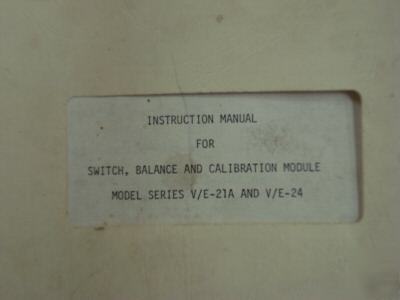 INSTRUCTION MANUAL
FOR
SWITCH, BALANCE AND CALIBRATION MODULE
MODEL SERIES V/E-21A AND V/E-24